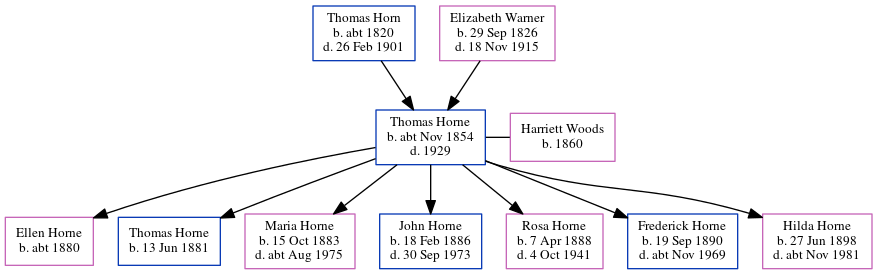 Thomas Horn
b. abt 1820
d. 26 Feb 1901
Elizabeth Warner
b. 29 Sep 1826
d. 18 Nov 1915
Thomas Horne
b. abt Nov 1854
d. 1929
Harriett Woods
b. 1860
Ellen Horne
b. abt 1880
Thomas Horne
b. 13 Jun 1881
Maria Horne
b. 15 Oct 1883
d. abt Aug 1975
John Horne
b. 18 Feb 1886
d. 30 Sep 1973
Rosa Horne
b. 7 Apr 1888
d. 4 Oct 1941
Frederick Horne
b. 19 Sep 1890
d. abt Nov 1969
Hilda Horne
b. 27 Jun 1898
d. abt Nov 1981